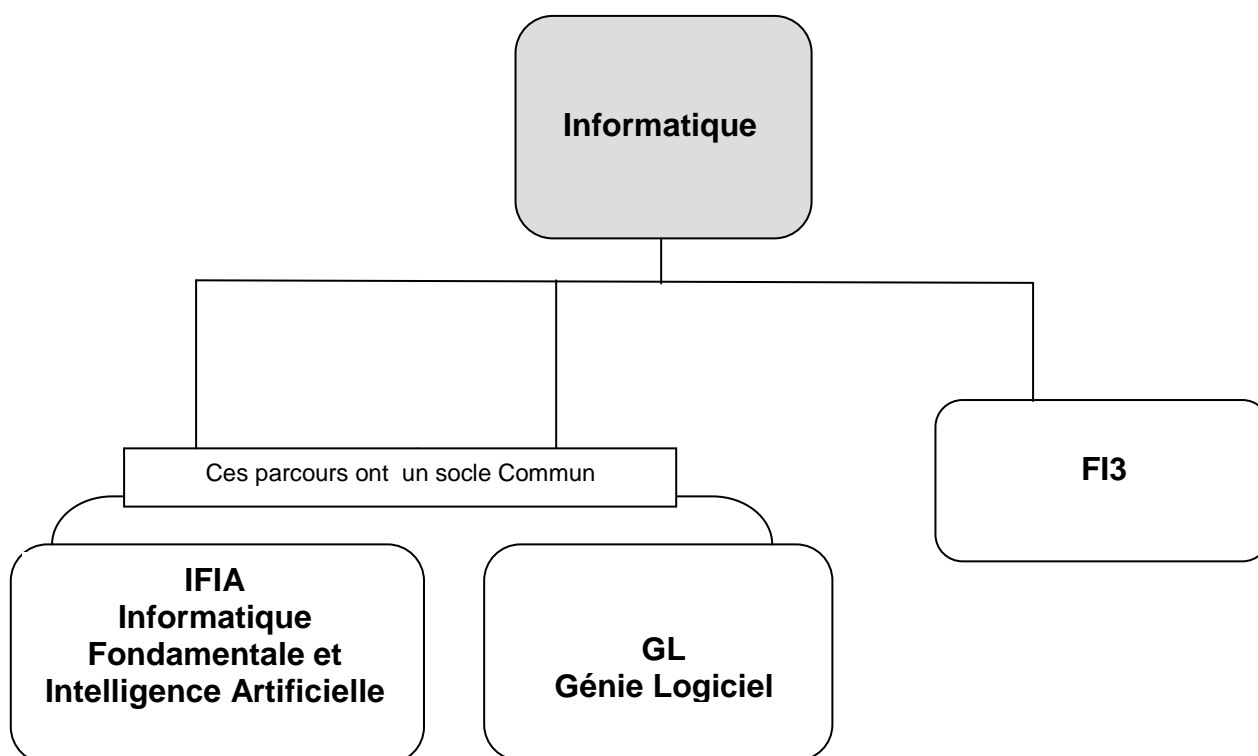 Informatique
Ces parcours ont un socle Commun
FI3
IFIA
Informatique
Fondamentale et
Intelligence Artificielle
GL
Génie Logiciel